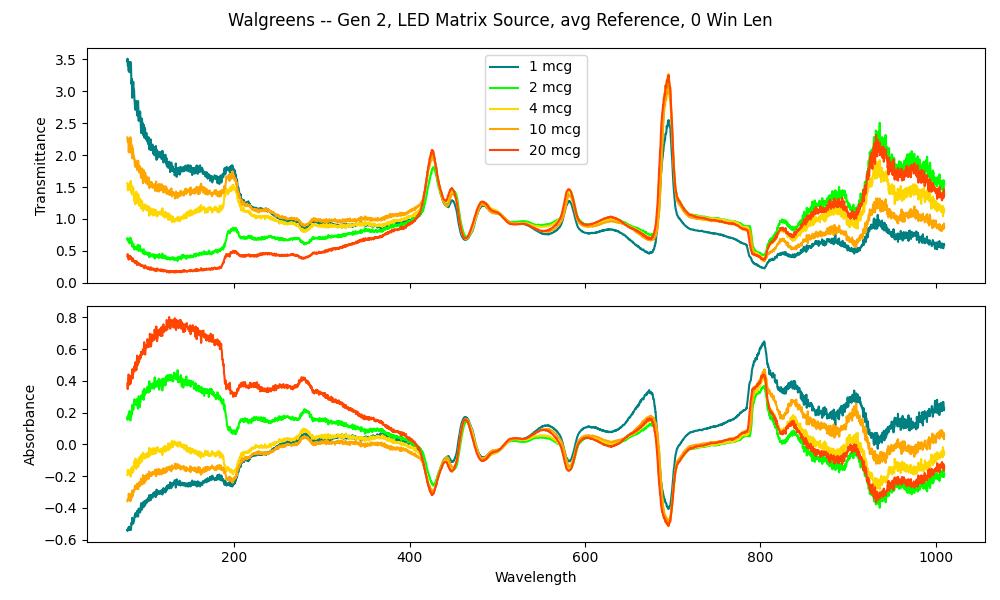 Walgreens -- Gen 2, LED Matrix Source, avg Reference, 0 Win Len
3.5
3.0
2.5
2.0
1.5
1.0
0.5
0.0
Transmittance
1 mcg
2 mcg
4 mcg
10 mcg
20 mcg
0.8
0.6
0.4
0.2
0.0
−0.2
−0.4
−0.6
Absorbance
200
400
600
800
1000
Wavelength